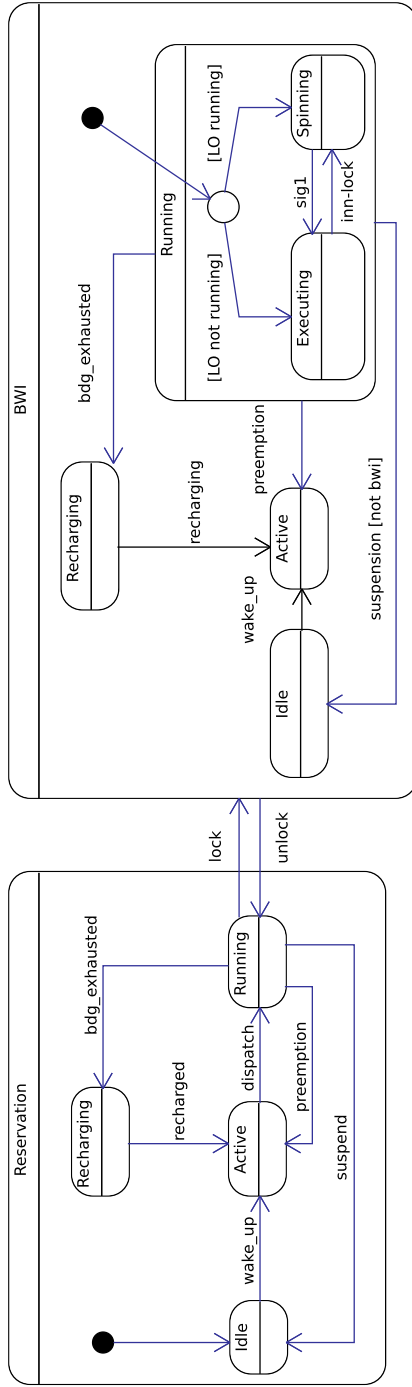 Reservation
Recharging
bdg_exhausted
recharged
Idle
wake_up
Active
dispatch
Running
preemption
suspend
lock
unlock
BWI
Recharging
bdg_exhausted
recharging
Running
[LO not running]
[LO running]
Executing
sig1
inn-lock
Spinning
Idle
wake_up
Active
preemption
suspension [not bwi]